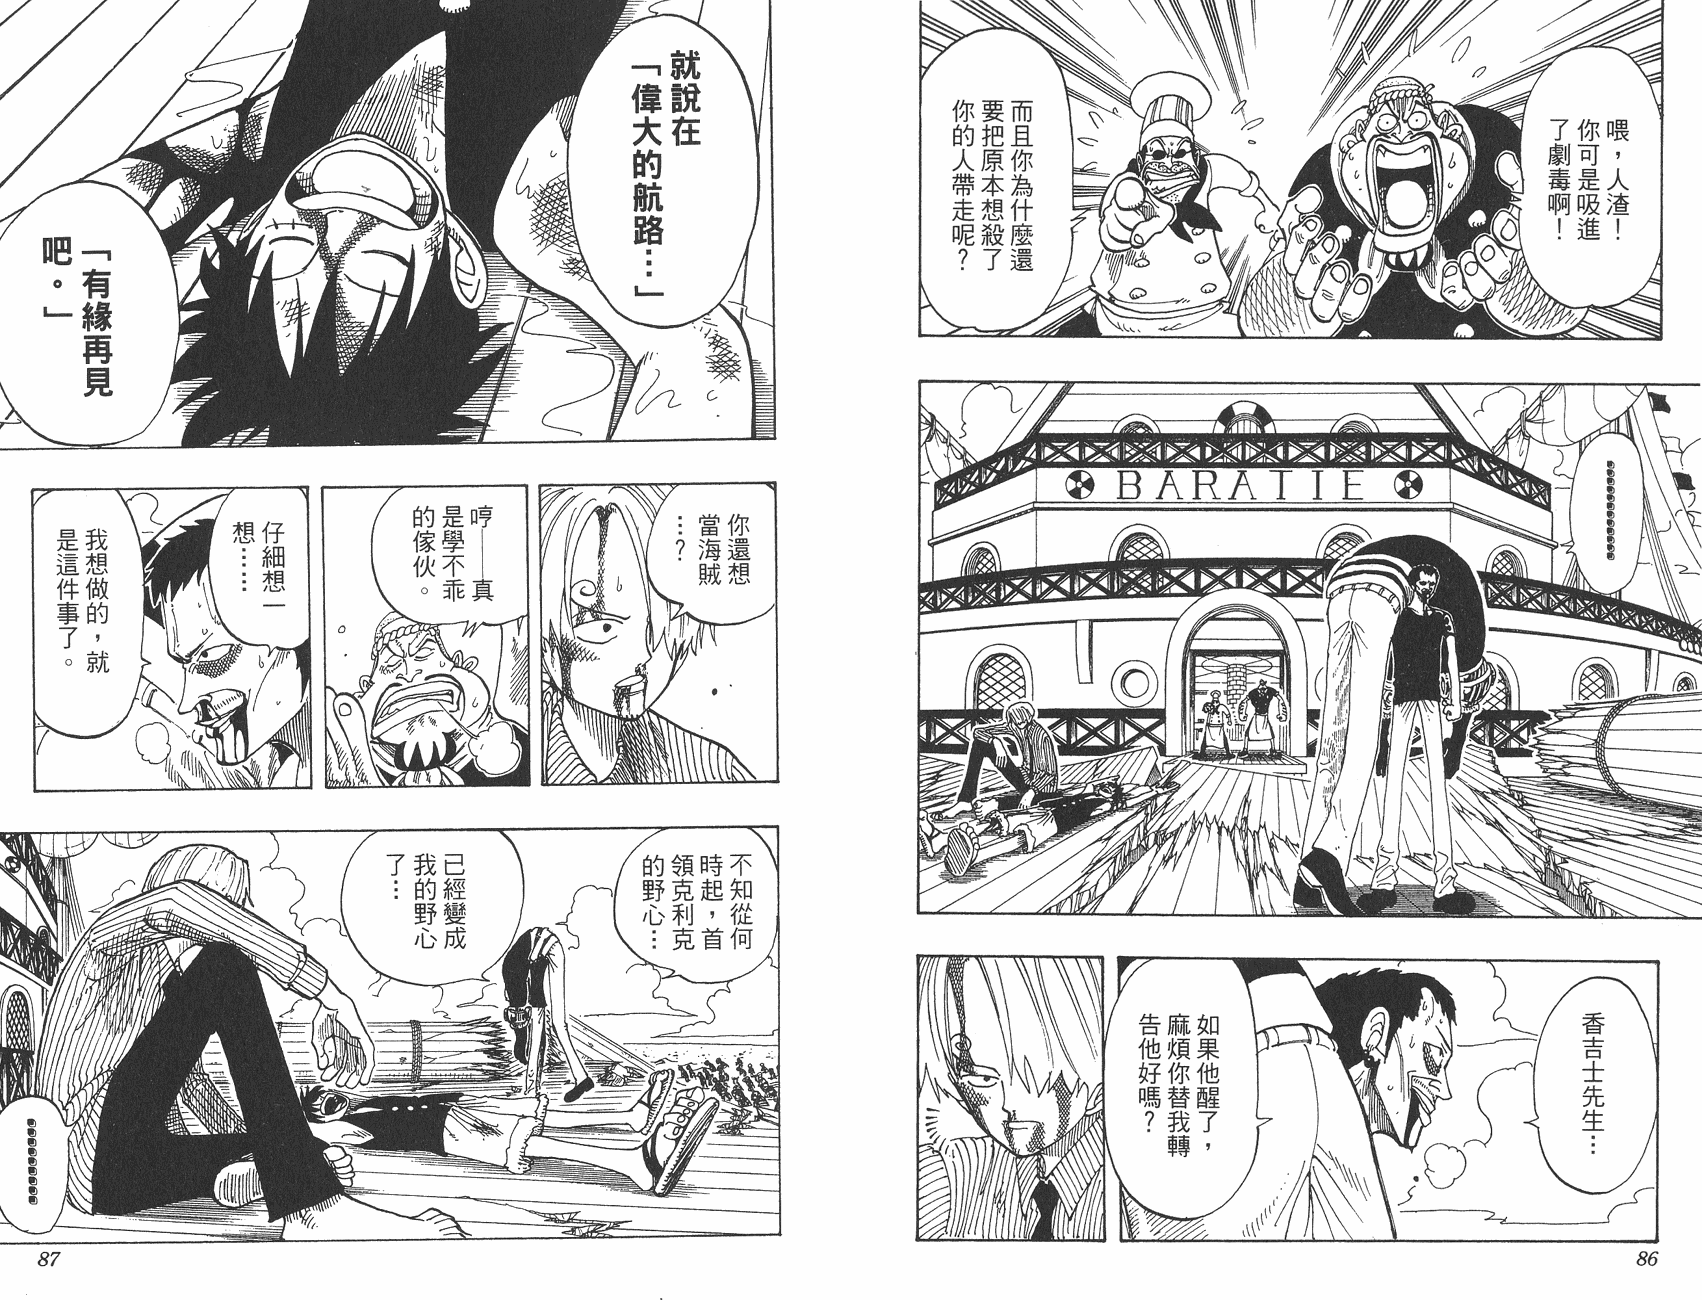 喂，人渣！
你可是吸進
了劇毒啊！
而且你為什麼還
要把原本想殺了
你的人帶走呢？
BARATIE
…………
香吉士先生…
如果他醒了，
麻煩你替我轉
告他好嗎？
86
就說在
「偉大的航路…」
「有緣再見
吧。」
你還想
當海賊
…？
哼——真
是學不乖
的傢伙。
仔細想一
想……
我想做的，就
是這件事了。
不知從何
時起，首
領克利克
的野心…
已經變成
我的野心
了…
…………
87